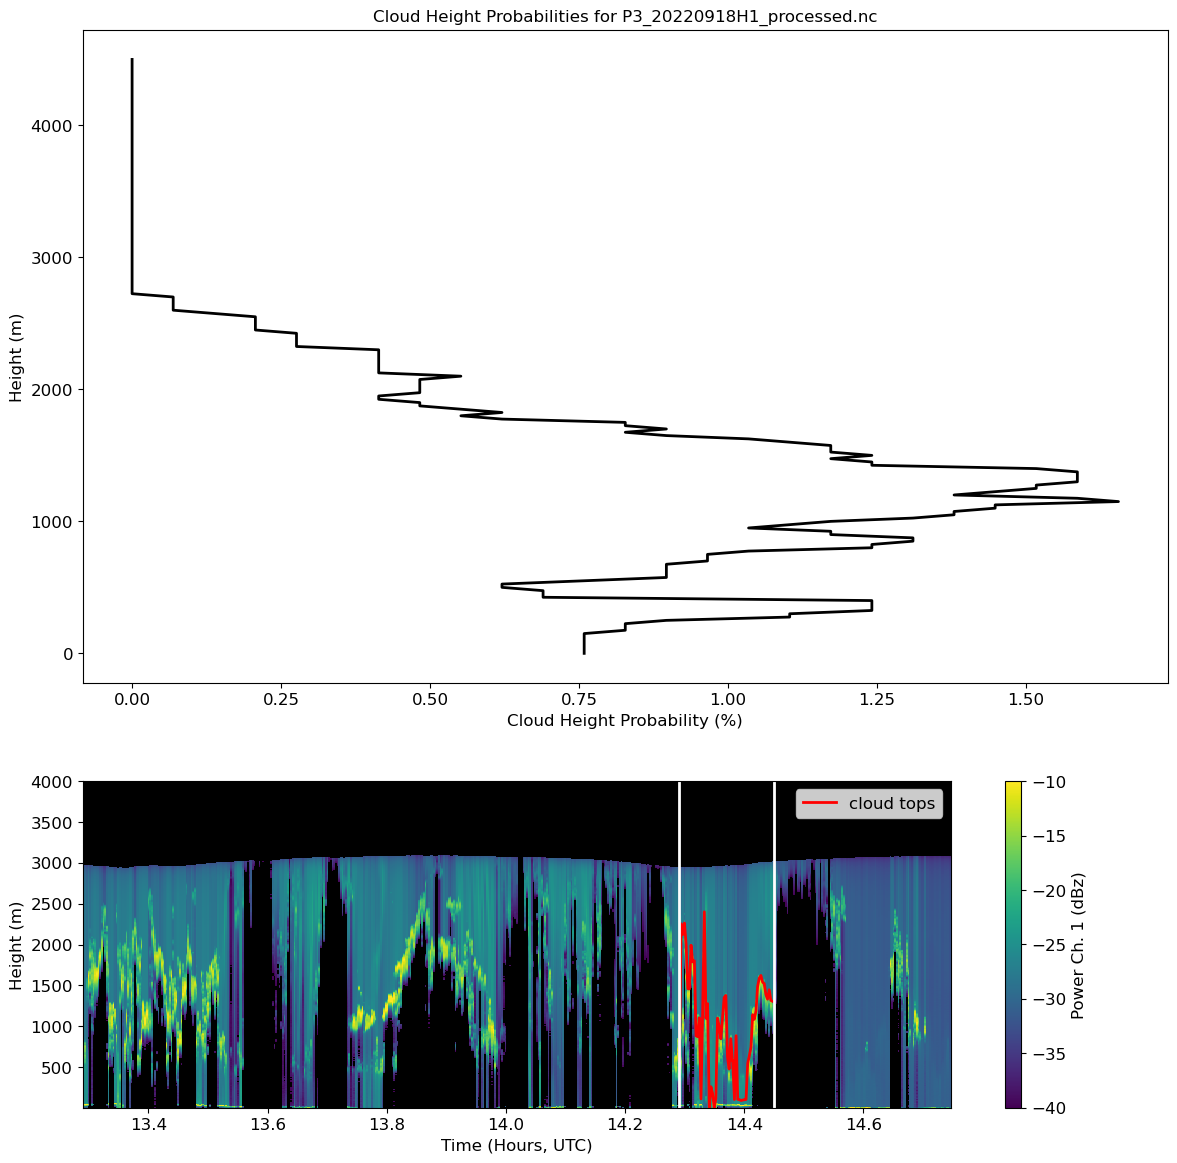 Cloud Height Probabilities for P3_20220918H1_processed.nc
4000
3000
2000
1000
0
Height (m)
0.00 0.25 0.50 0.75 1.00 1.25 1.50
Cloud Height Probability (%)
4000
3500
3000
2500
2000
1500
1000
500
Height (m)
cloud tops
13.4 13.6 13.8 14.0 14.2 14.4 14.6
Time (Hours, UTC)
−10
−15
−20
−25
−30
−35
−40
Power Ch. 1 (dBz)